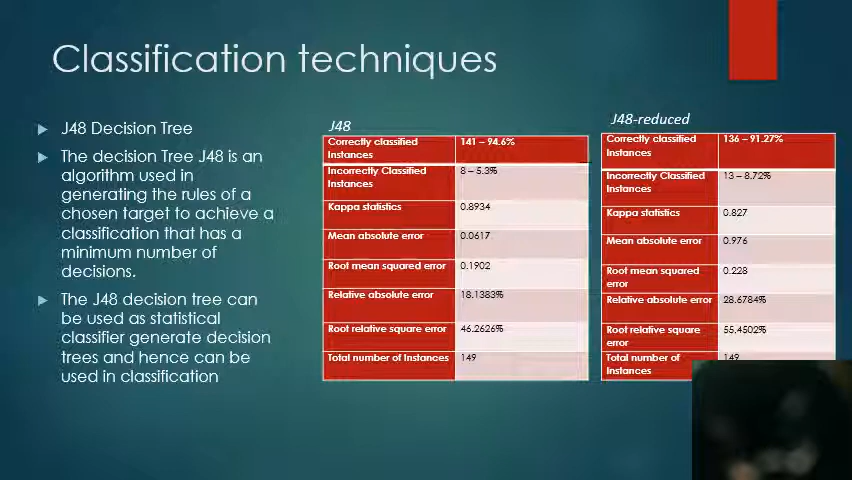 Classification techniques
J48 Decision Tree
The decision Tree J48 is an
algorithm used in
generating the rules of a
chosen target to achieve a
classification that has a
minimum number of
decisions.
The J48 decision tree can
be used as statistical
classifier generate decision
trees and hence can be
used in classification
J48
Correctly classified
Instances
141 – 94.6%
Incorrectly Classified
Instances
8 – 5.3%
Kappa statistics
0.8934
Mean absolute error
0.0617
Root mean squared error
0.1902
Relative absolute error
18.1383%
Root relative square error
46.2626%
Total number of Instances
149
J48-reduced
Correctly classified
Instances
136 – 91.27%
Incorrectly Classified
Instances
13 – 8.72%
Kappa statistics
0.827
Mean absolute error
0.976
Root mean squared
error
0.228
Relative absolute error
28.6784%
Root relative square
error
55.4502%
Total number of
Instances
149